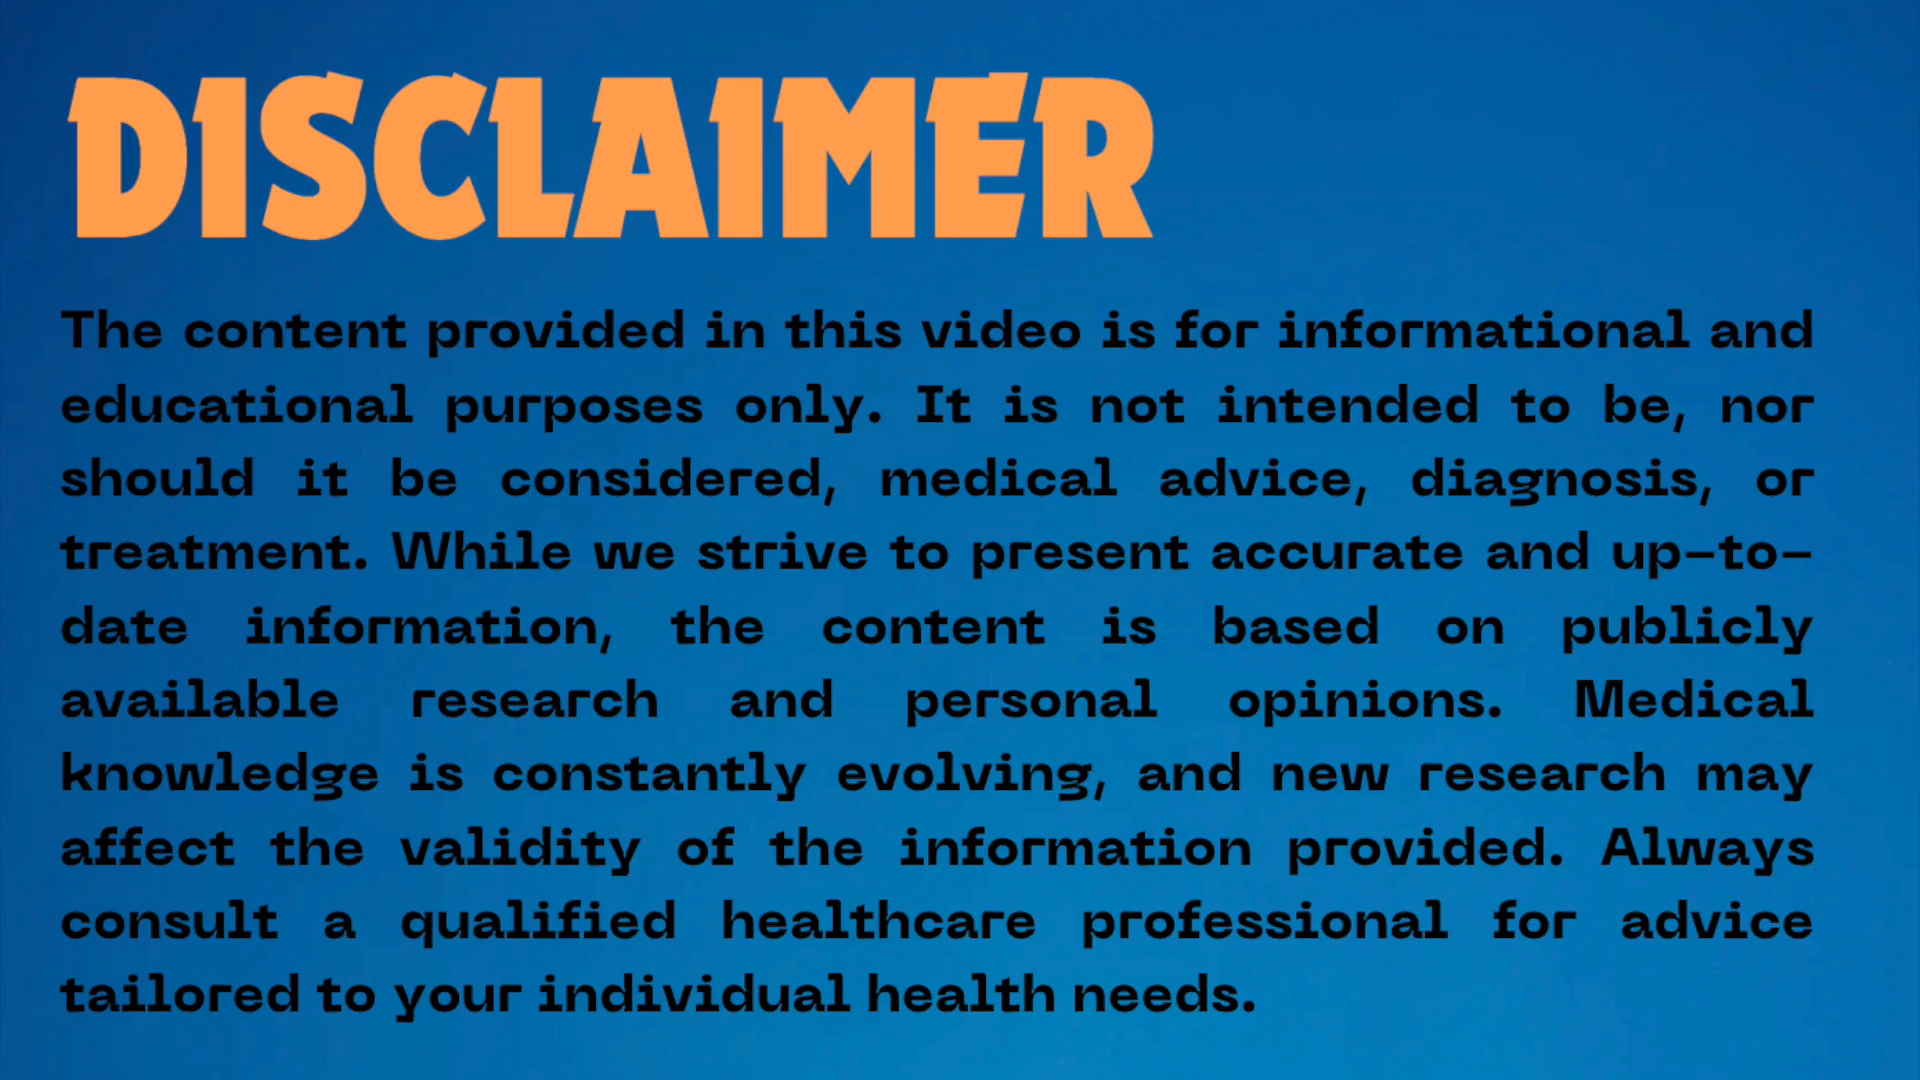 DISCLAIMER
The content provided in this video is for informational and
educational purposes only. It is not intended to be, nor
should it be considered, medical advice, diagnosis, or
treatment. While we strive to present accurate and up-to-
date information, the content is based on publicly
available research and personal opinions. Medical
knowledge is constantly evolving, and new research may
affect the validity of the information provided. Always
consult a qualified healthcare professional for advice
tailored to your individual health needs.